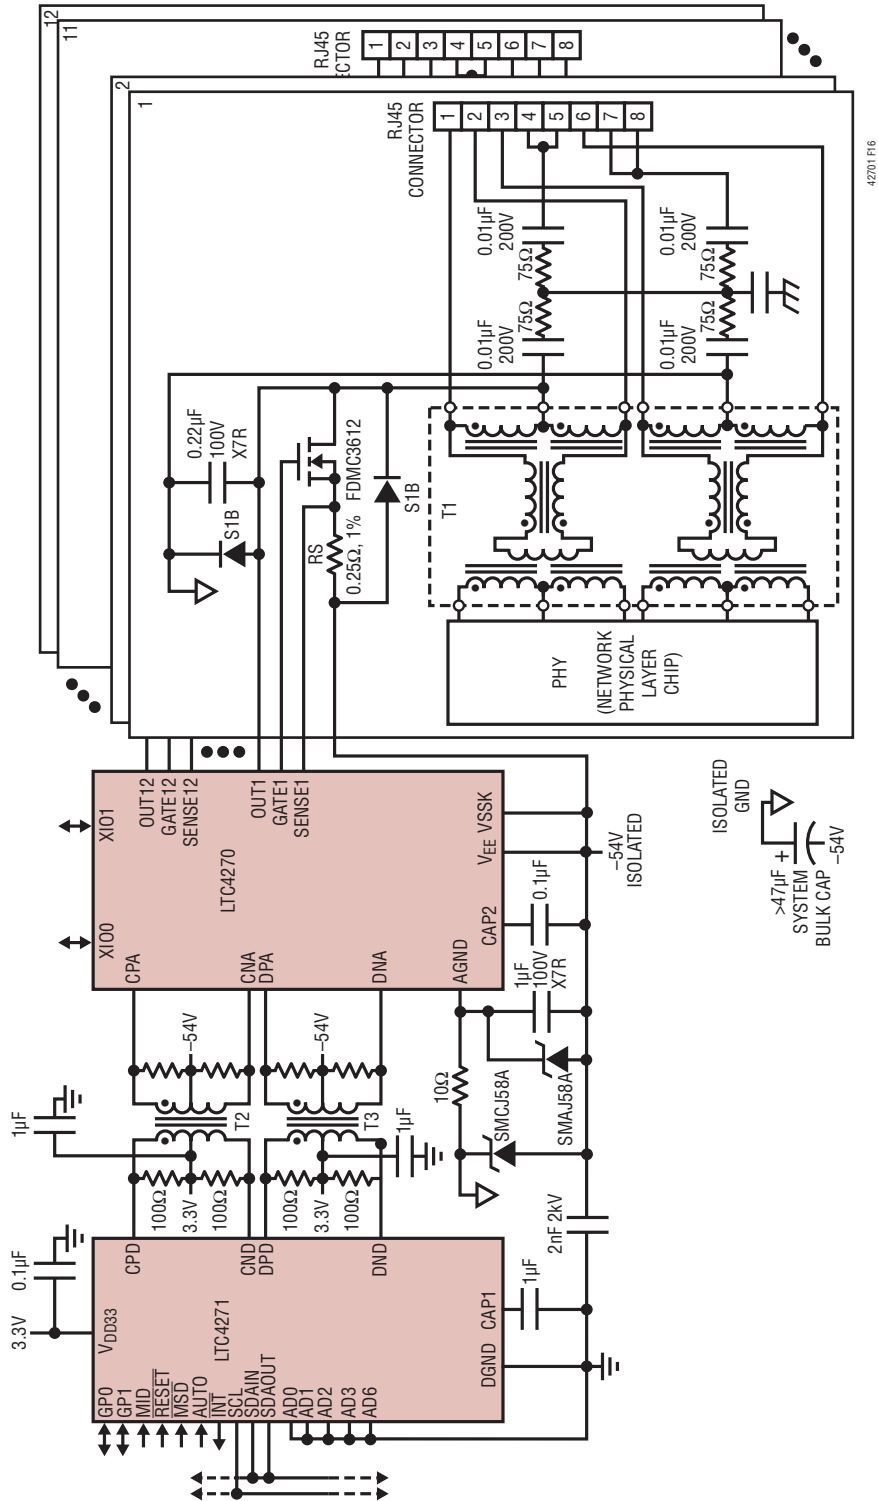 12
11
2
1
RJ45
CTOR
1
2
3
4
5
6
7
8
RJ45
CONNECTOR
1
2
3
4
5
6
7
8
42701 F16
0.01µF
200V
75Ω
0.01µF
200V
75Ω
75Ω
0.01µF
200V
75Ω
0.01µF
200V
0.22µF
100V
X7R
S1B
FDMC3612
RS
0.25Ω, 1%
S1B
T1
PHY
(NETWORK
PHYSICAL
LAYER
CHIP)
XIO0
XIO1
OUT12
GATE12
SENSE12
OUT1
GATE1
SENSE1
LTC4270
CPA
CNA
DPA
DNA
AGND
CAP2
VEE
VSSK
0.1µF
–54V
ISOLATED
ISOLATED
GND
>47µF
+
SYSTEM
BULK CAP
–54V
1µF
–54V
–54V
T2
T3
1µF
100Ω
3.3V
100Ω
100Ω
3.3V
100Ω
10Ω
1µF
100V
X7R
SMCJ58A
SMAJ58A
2nF 2kV
0.1µF
3.3V
VDD33
CPD
CND
DPD
DND
LTC4271
CAP1
1µF
DGND
GP0
GP1
MID
RESET
MSD
AUTO
INT
SCL
SDAIN
SDAOUT
AD0
AD1
AD2
AD3
AD6